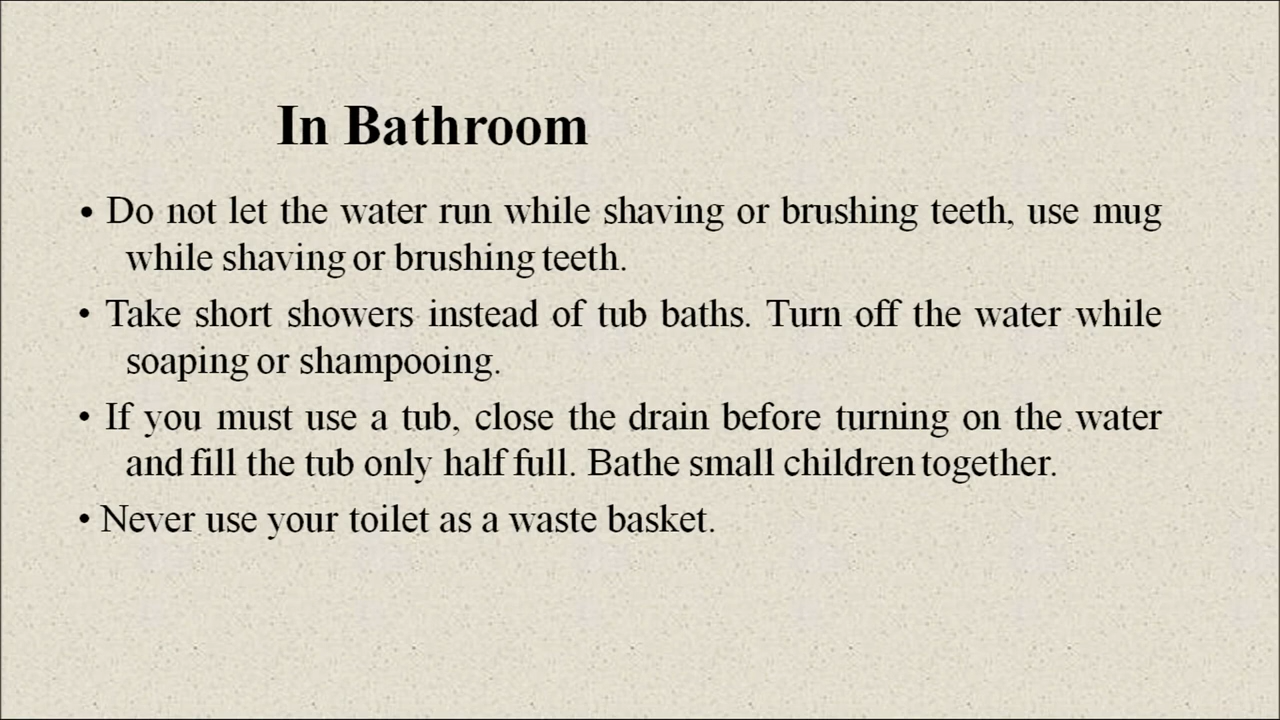 In Bathroom
• Do not let the water run while shaving or brushing teeth, use mug
while shaving or brushing teeth.
• Take short showers instead of tub baths. Turn off the water while
soaping or shampooing.
• If you must use a tub, close the drain before turning on the water
and fill the tub only half full. Bathe small children together.
• Never use your toilet as a waste basket.